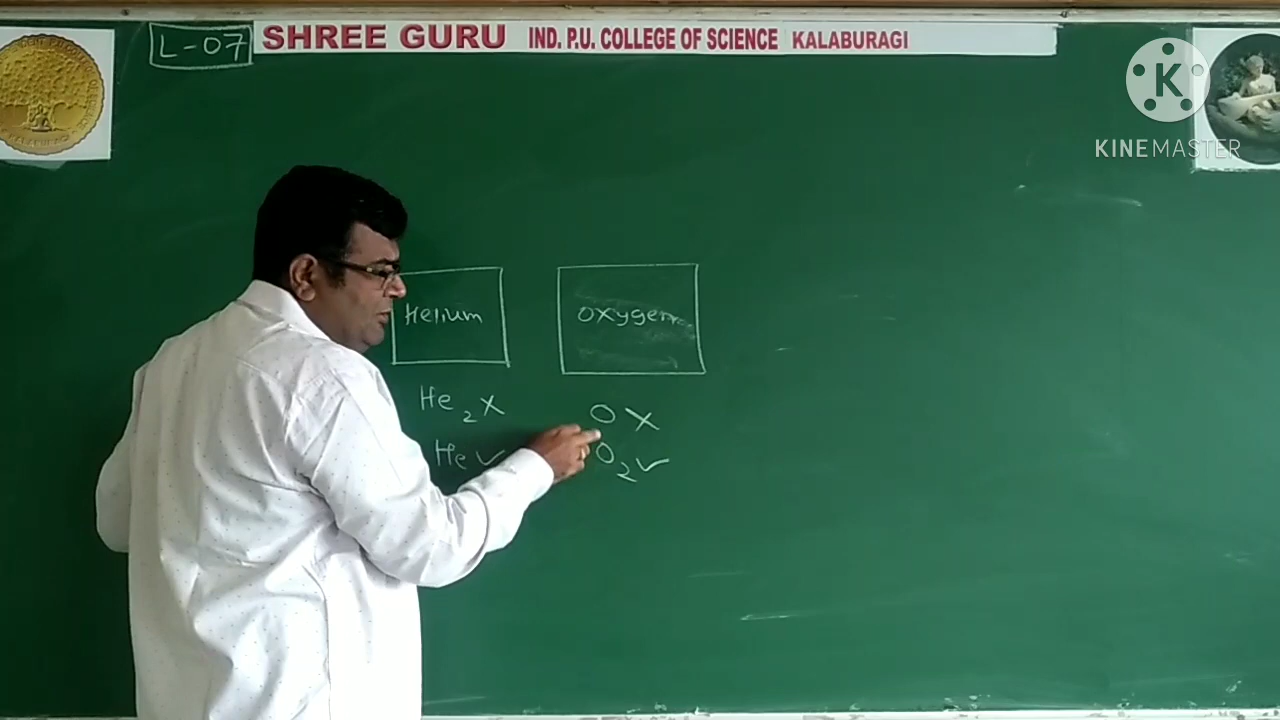 L-07
SHREE GURU IND. P.U. COLLEGE OF SCIENCE KALABURAGI
K
KINEMASTER
Helium
Oxygen
He2 X
O X
He ✓
O2 ✓